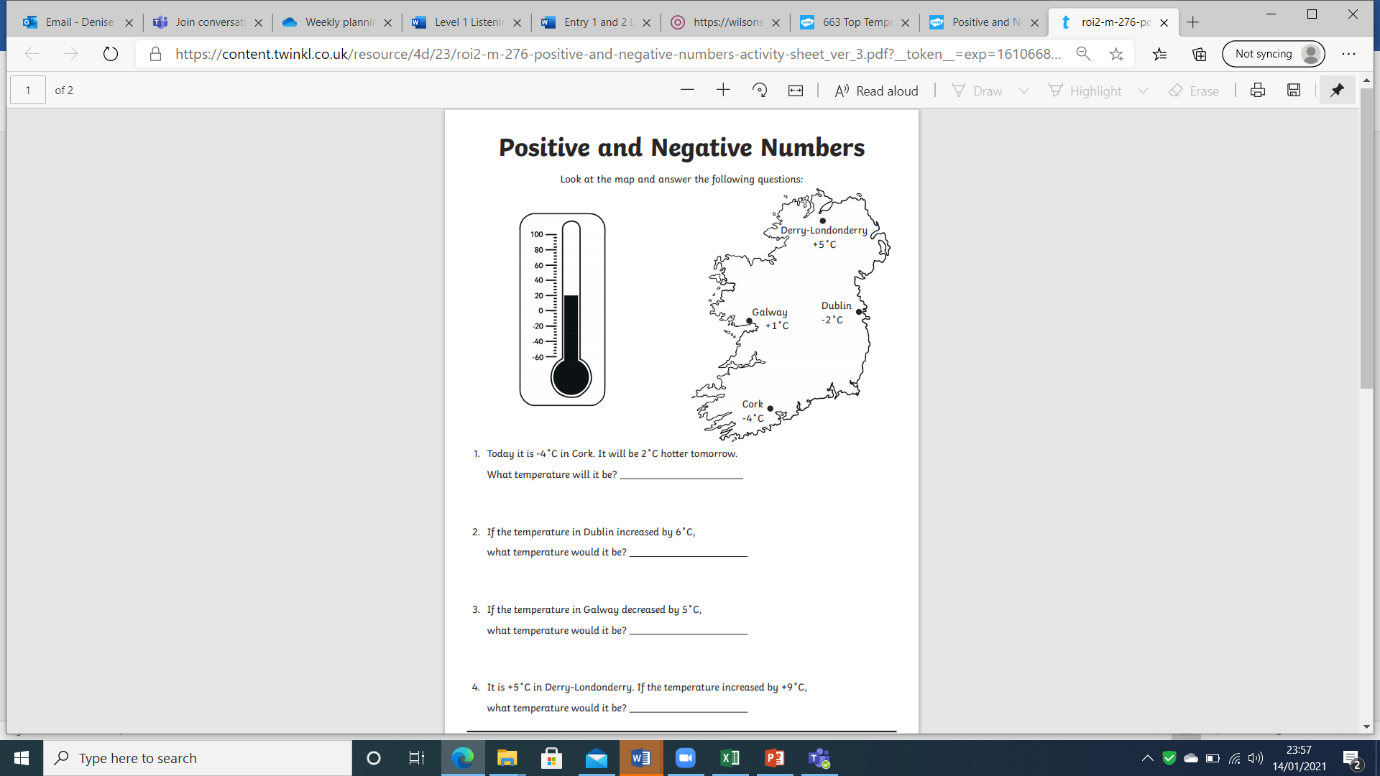 Email - Denise
Join conversat
Weekly plannin
Level 1 Listenin
Entry 1 and 2 L
https://wilsons
663 Top Tempe
Positive and Ne
roi2-m-276-po
https://content.twinkl.co.uk/resource/4d/23/roi2-m-276-positive-and-negative-numbers-activity-sheet_ver_3.pdf?__token__=exp=1610668...
Not syncing
1 of 2
Read aloud
Draw
Highlight
Erase
Positive and Negative Numbers
Look at the map and answer the following questions:
100
80
60
40
20
0
-20
-40
-60
Derry-Londonderry
+5˚C
Galway
+1˚C
Dublin
-2˚C
Cork
-4˚C
1. Today it is -4˚C in Cork. It will be 2˚C hotter tomorrow.
What temperature will it be?
2. If the temperature in Dublin increased by 6˚C,
what temperature would it be?
3. If the temperature in Galway decreased by 5˚C,
what temperature would it be?
4. It is +5˚C in Derry-Londonderry. If the temperature increased by +9˚C,
what temperature would it be?
Type here to search
23:57
14/01/2021
2